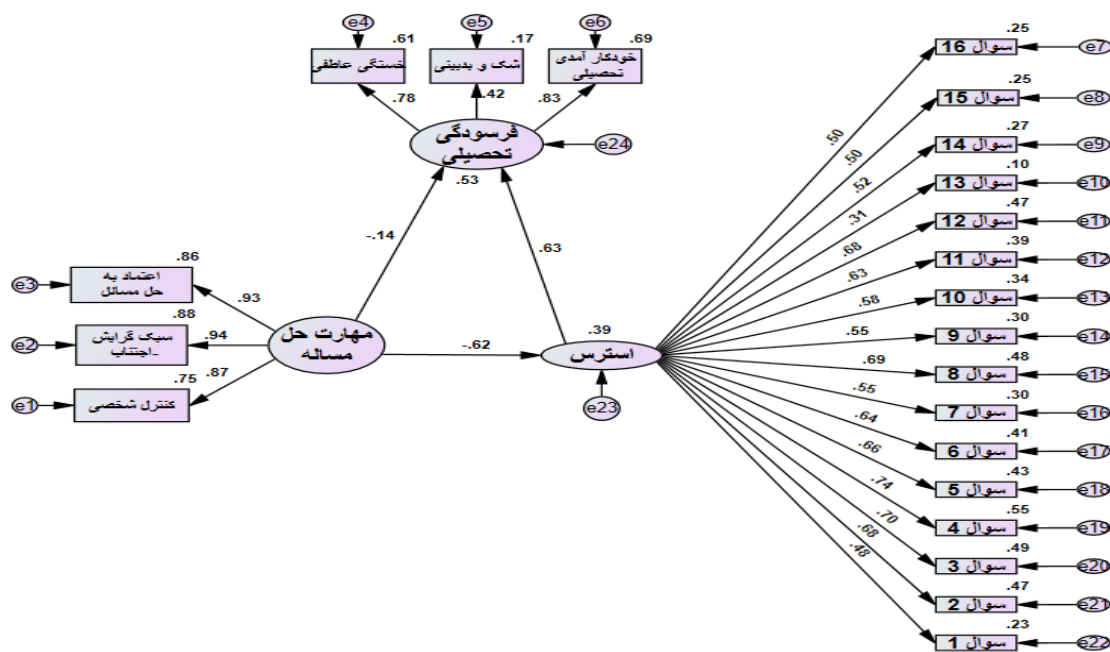 e4
e5
e6
.61
.17
.69
خستگی عاطفی
شک و بدبینی
خودکار آمدی
تحصیلی
.78
.42
.83
فرسودگی
تحصیلی
e24
.53
-.14
.63
.86
e3
اعتماد به
حل مسائل
.93
.88
e2
سبک گرایش
-اجتناب
.94
.75
e1
کنترل شخصی
.87
مهارت حل
مساله
-.62
.39
استرس
e23
.50
.25
سوال 16
e7
.50
.25
سوال 15
e8
.52
.27
سوال 14
e9
.31
.10
سوال 13
e10
.68
.47
سوال 12
e11
.63
.39
سوال 11
e12
.58
.34
سوال 10
e13
.55
.30
سوال 9
e14
.69
.48
سوال 8
e15
.55
.30
سوال 7
e16
.64
.41
سوال 6
e17
.66
.43
سوال 5
e18
.74
.55
سوال 4
e19
.70
.49
سوال 3
e20
.68
.47
سوال 2
e21
.48
.23
سوال 1
e22